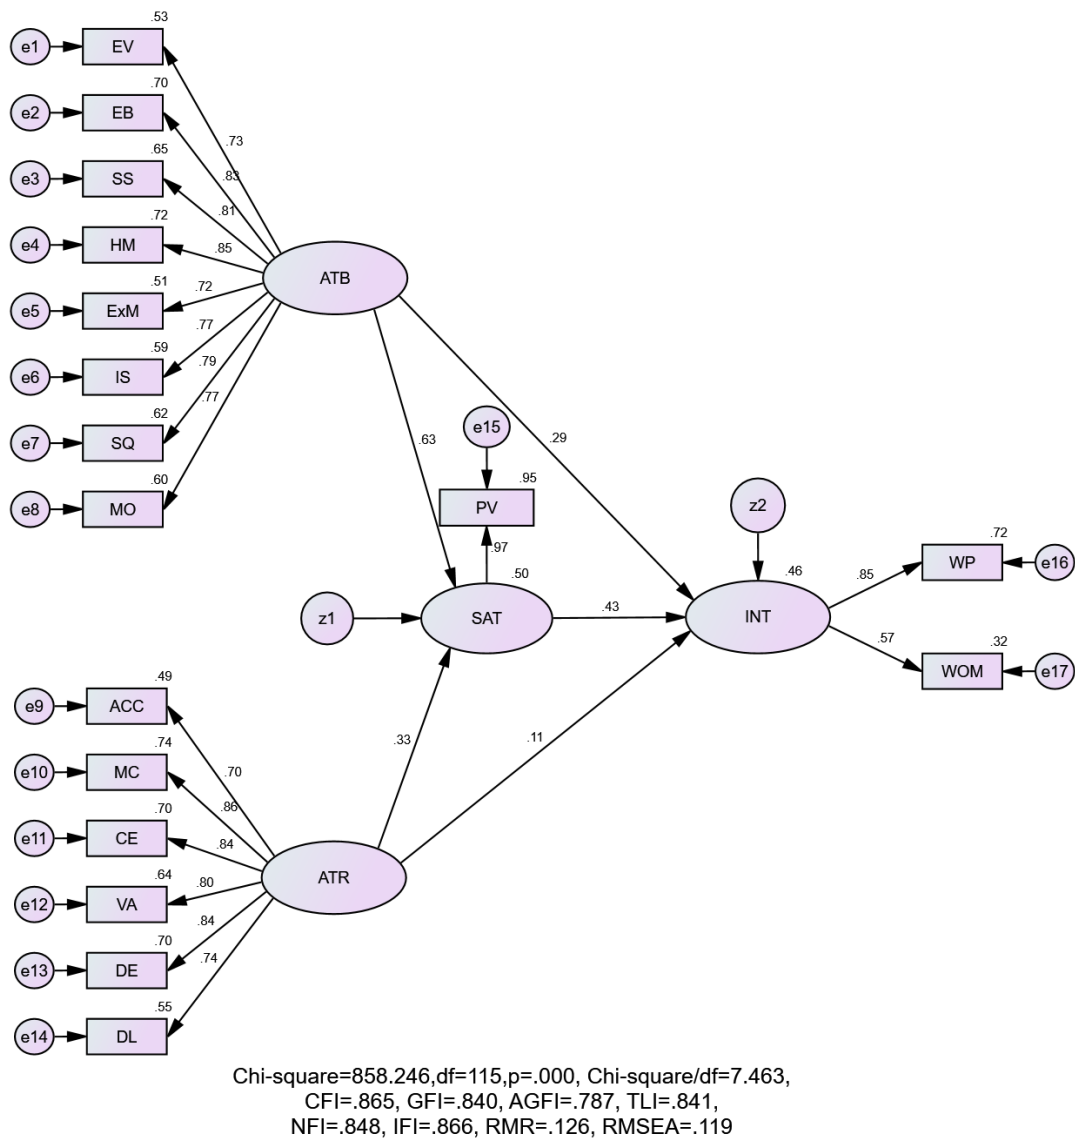 .53
e1 EV
.70
e2 EB
.73
.65
.83
e3 SS
.81
.72
e4 HM
.85
ATB
.51
.72
e5 ExM
.77
.59
e6 IS
.79
.77
.62
e7 SQ
.63
e15
.29
.60
.95
e8 MO
PV
z2
.97
.72
.50
.46
.85
WP e16
z1
SAT
.43
INT
.57
.32
WOM e17
.49
e9 ACC
.33
.11
.74
e10 MC
.70
.86
.70
e11 CE
.84
.64
ATR
.80
e12 VA
.84
.70
.74
e13 DE
.55
e14 DL
Chi-square=858.246,df=115,p=.000, Chi-square/df=7.463,
CFI=.865, GFI=.840, AGFI=.787, TLI=.841,
NFI=.848, IFI=.866, RMR=.126, RMSEA=.119